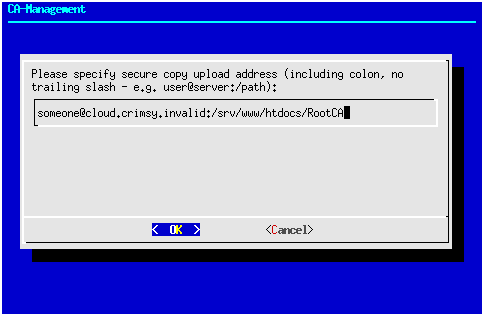 CA-Management
Please specify secure copy upload address (including colon, no
trailing slash - e.g. user@server:/path):
someone@cloud.crimsy.invalid:/srv/www/htdocs/RootCA
< OK > <Cancel>